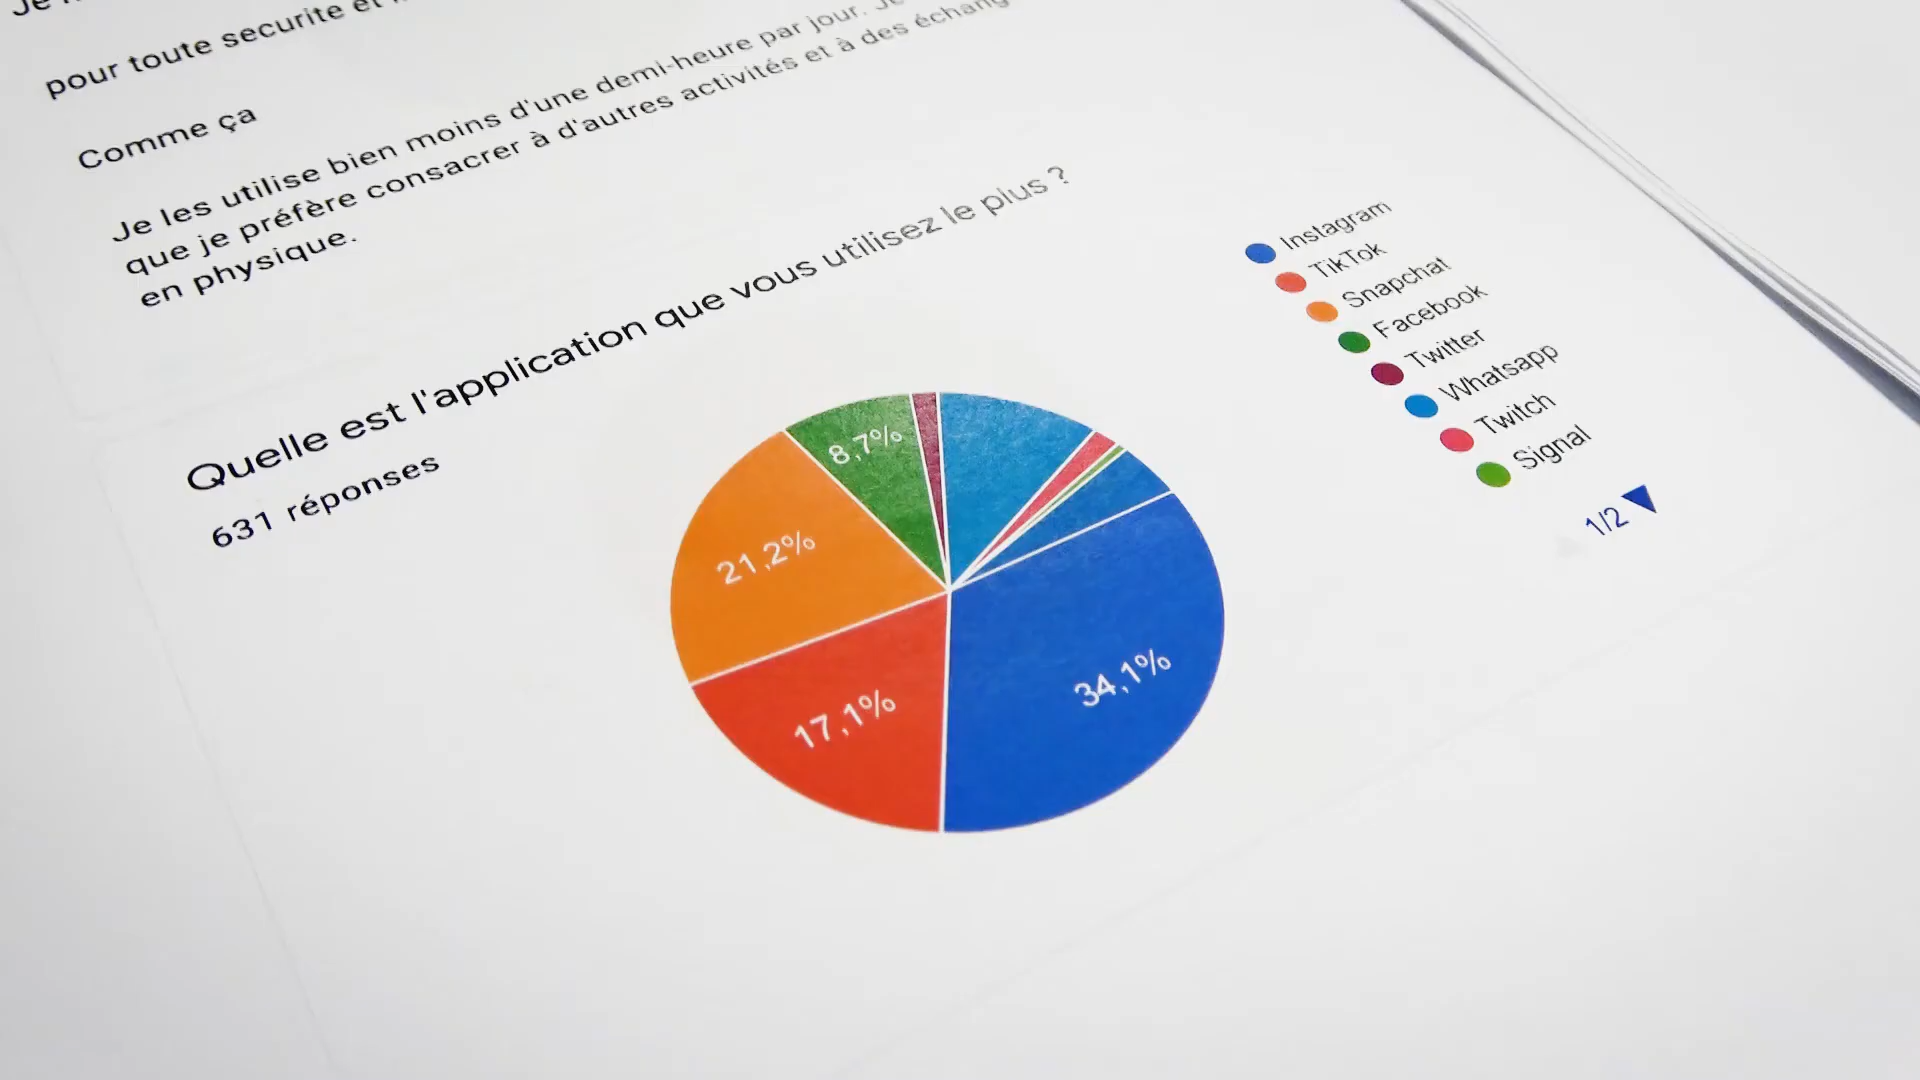 pour toute securite et
Comme ça
Je les utilise bien moins d'une demi-heure par jour. Je
que je préfère consacrer à d'autres activités et à des
en physique.
Quelle est l'application que vous utilisez le plus ?
631 réponses
8,7%
21,2%
17,1%
34,1%
Instagram
TikTok
Snapchat
Facebook
Twitter
Whatsapp
Twitch
Signal
1/2